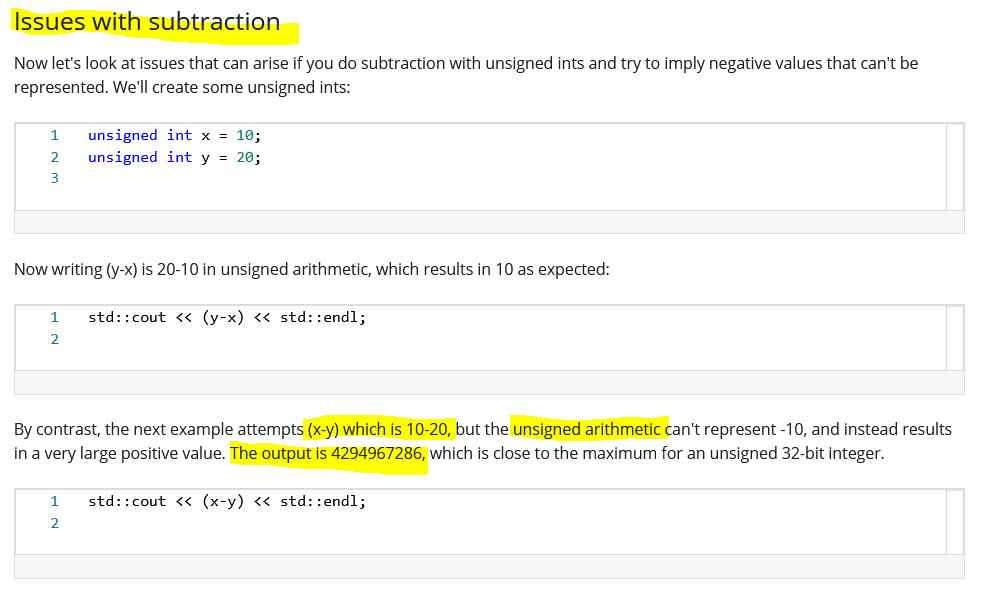 Issues with subtraction
Now let's look at issues that can arise if you do subtraction with unsigned ints and try to imply negative values that can't be
represented. We'll create some unsigned ints:
1 unsigned int x = 10;
2 unsigned int y = 20;
3
Now writing (y-x) is 20-10 in unsigned arithmetic, which results in 10 as expected:
1 std::cout << (y-x) << std::endl;
2
By contrast, the next example attempts (x-y) which is 10-20, but the unsigned arithmetic can't represent -10, and instead results
in a very large positive value. The output is 4294967286, which is close to the maximum for an unsigned 32-bit integer.
1 std::cout << (x-y) << std::endl;
2